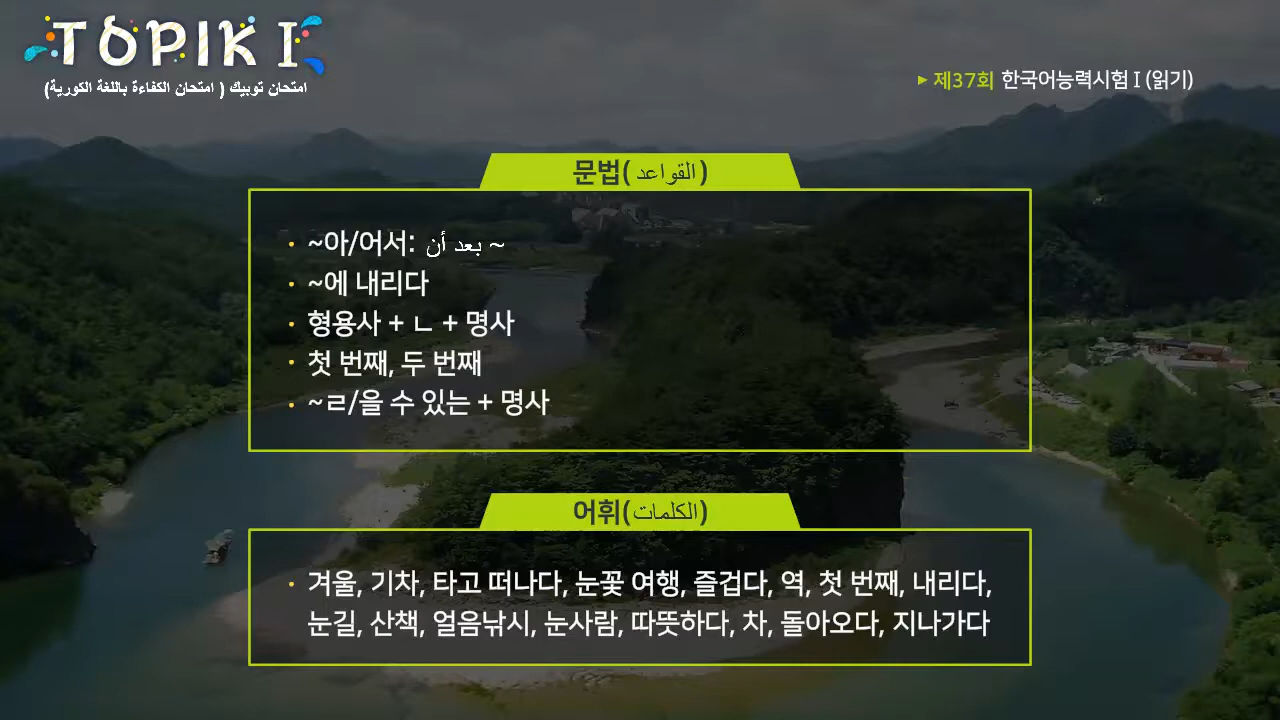 TOPIK I
امتحان توبيك ( امتحان الكفاءة باللغة الكورية)
▶ 제37회 한국어능력시험 I (읽기)
문법(القواعد)
• ~아/어서: بعد أن ~
• ~에 내리다
• 형용사 + ㄴ + 명사
• 첫 번째, 두 번째
• ~ㄹ/을 수 있는 + 명사
어휘(الكلمات)
• 겨울, 기차, 타고 떠나다, 눈꽃 여행, 즐겁다, 역, 첫 번째, 내리다,
눈길, 산책, 얼음낚시, 눈사람, 따뜻하다, 차, 돌아오다, 지나가다